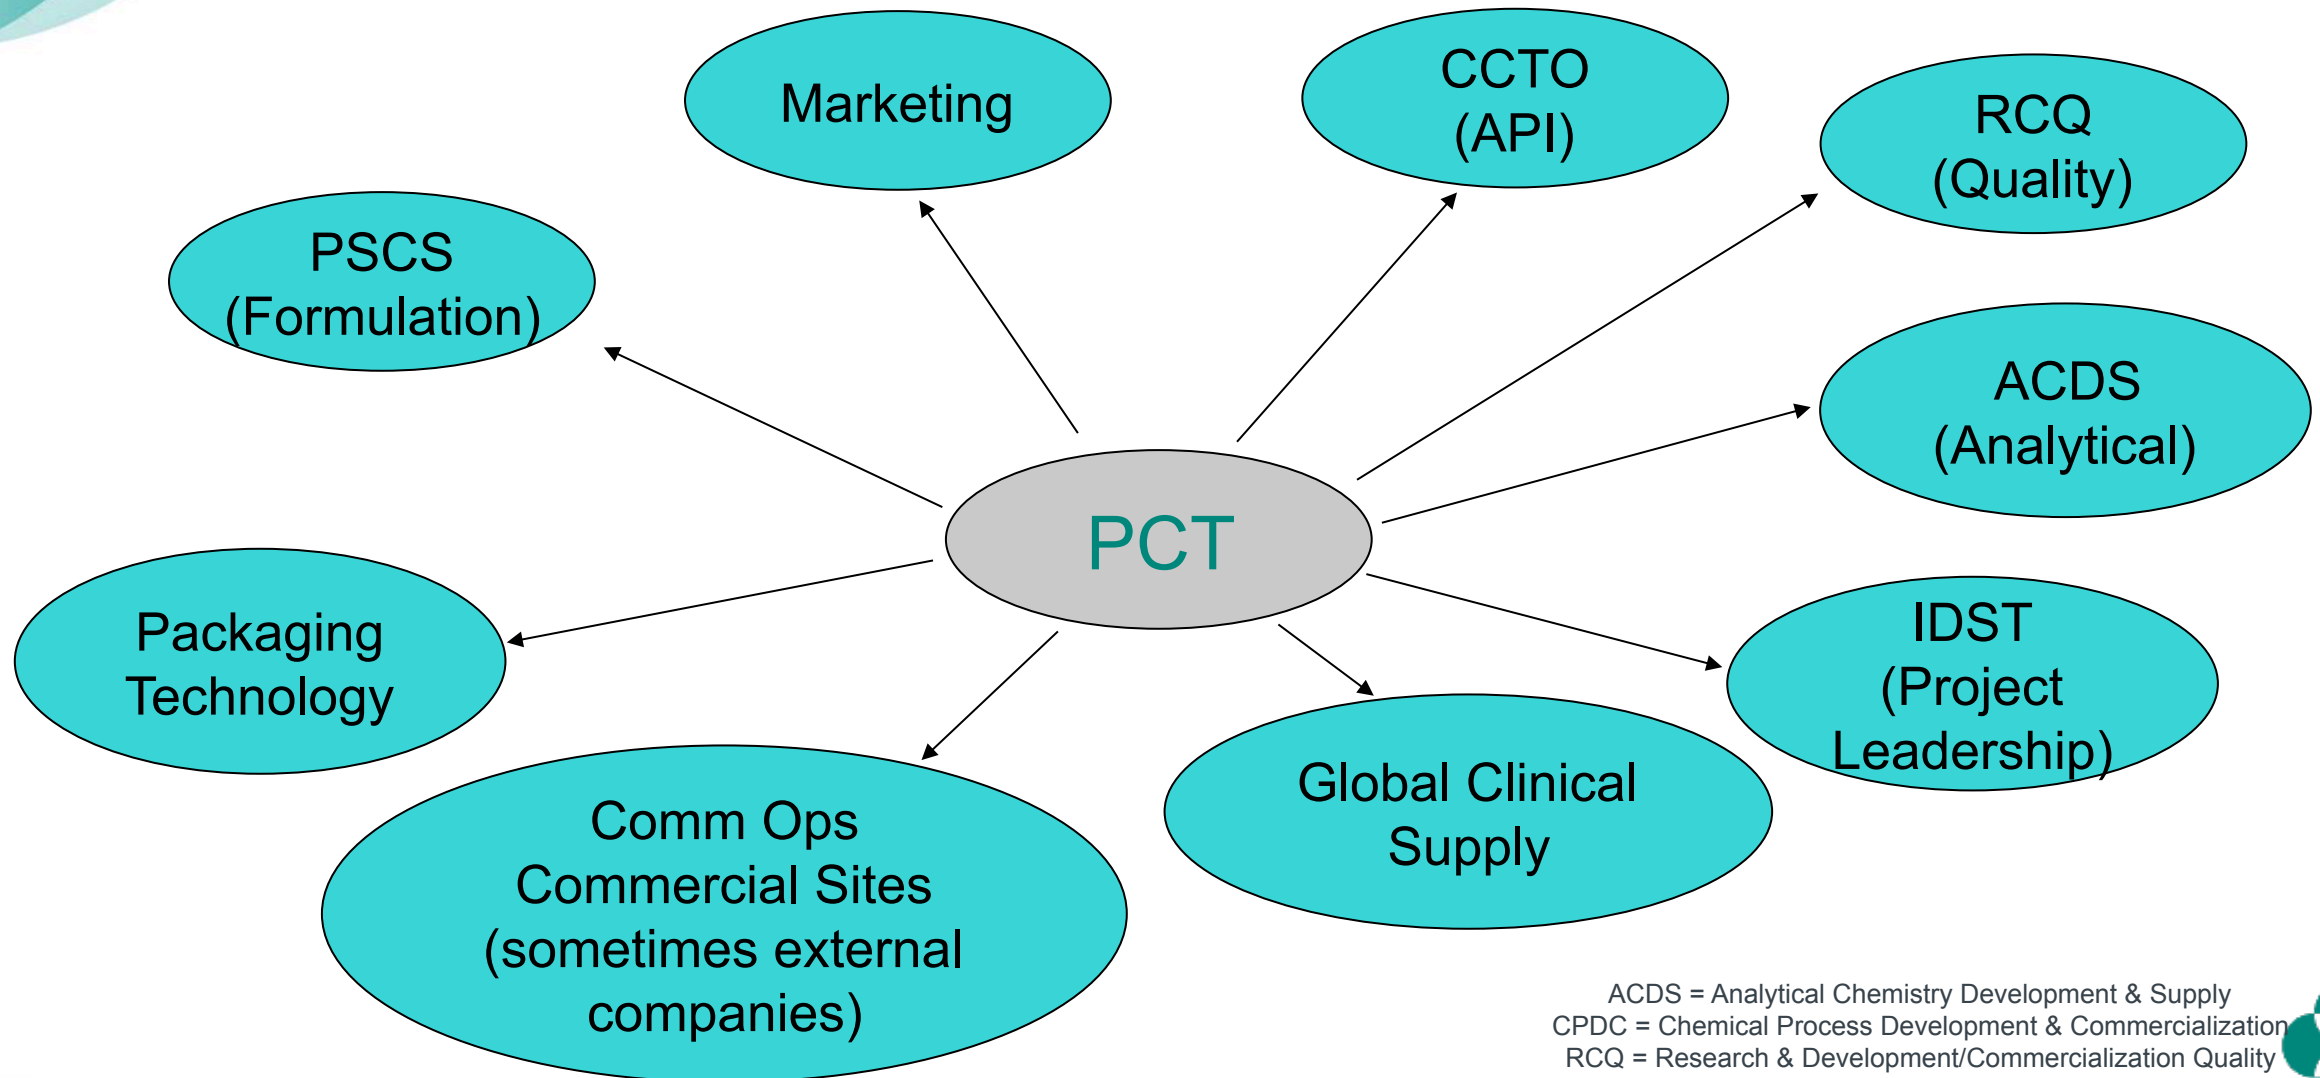 Marketing
CCTO
(API)
RCQ
(Quality)
PSCS
(Formulation)
ACDS
(Analytical)
PCT
Packaging
Technology
IDST
(Project
Leadership)
Global Clinical
Supply
Comm Ops
Commercial Sites
(sometimes external
companies)
ACDS = Analytical Chemistry Development & Supply
CPDC = Chemical Process Development & Commercialization
RCQ = Research & Development/Commercialization Quality